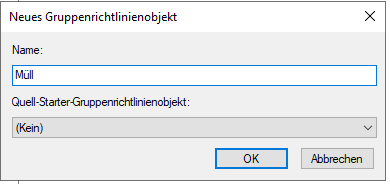 Neues Gruppenrichtlinienobjekt
Name:
Müll
Quell-Starter-Gruppenrichtlinienobjekt:
(Kein)
OK
Abbrechen